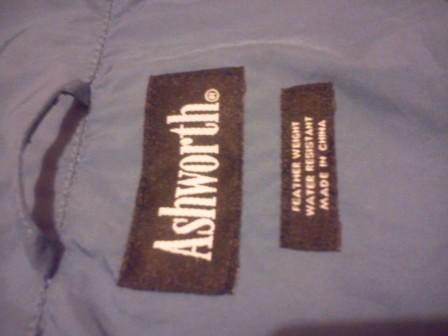 Ashworth®
FEATHER WEIGHT
WATER RESISTANT
MADE IN CHINA